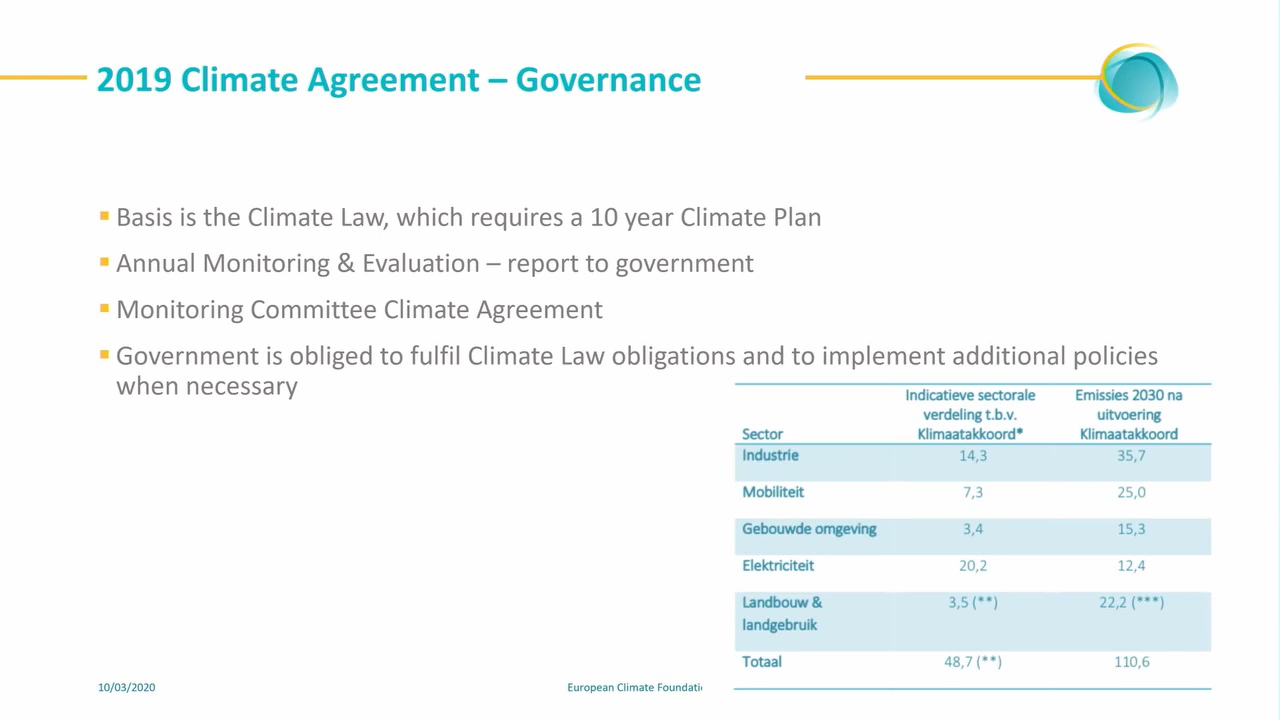 2019 Climate Agreement – Governance
▪ Basis is the Climate Law, which requires a 10 year Climate Plan
▪ Annual Monitoring & Evaluation – report to government
▪ Monitoring Committee Climate Agreement
▪ Government is obliged to fulfil Climate Law obligations and to implement additional policies
when necessary
Sector Indicatieve sectorale verdeling t.b.v. Klimaatakkoord* Emissies 2030 na uitvoering Klimaatakkoord
Industrie 14,3 35,7
Mobiliteit 7,3 25,0
Gebouwde omgeving 3,4 15,3
Elektriciteit 20,2 12,4
Landbouw & landgebruik 3,5 (**) 22,2 (***)
Totaal 48,7 (**) 110,6
10/03/2020
European Climate